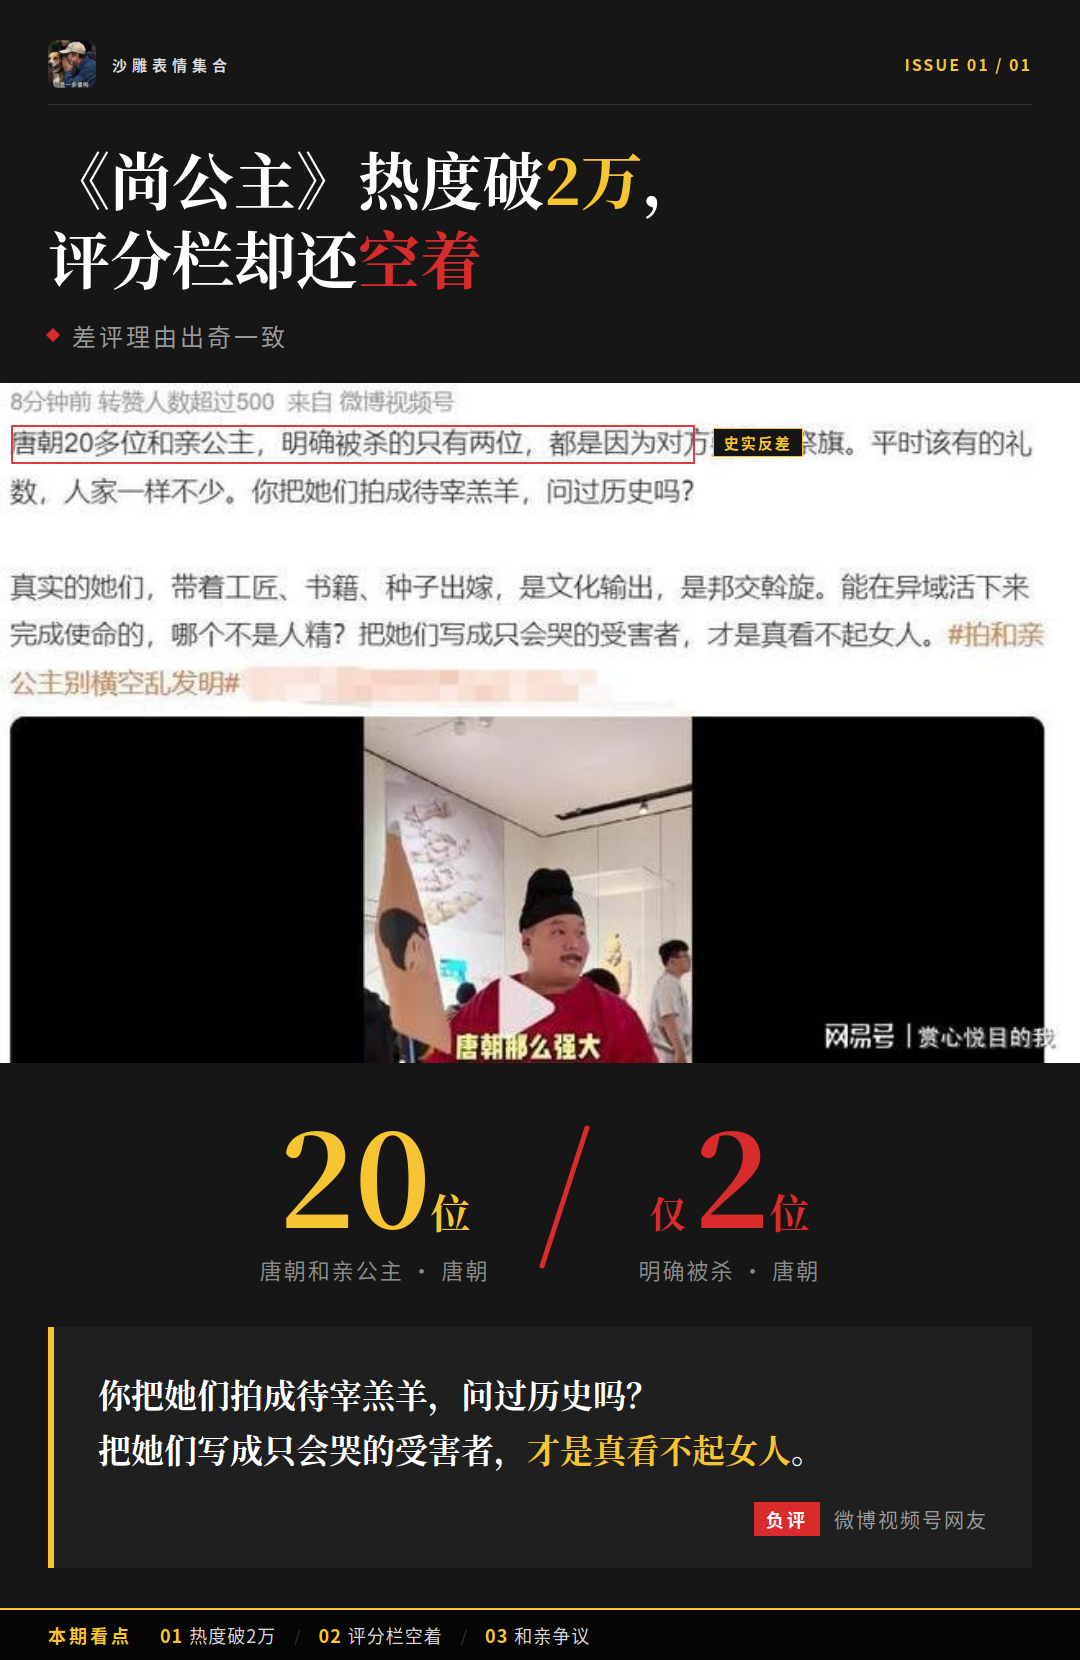 沙雕表情集合
ISSUE 01 / 01
《尚公主》热度破2万，
评分栏却还空着
差评理由出奇一致
8分钟前 转赞人数超过500 来自 微博视频号
唐朝20多位和亲公主，明确被杀的只有两位，都是因为对方 史实反差 祭旗。平时该有的礼
数，人家一样不少。你把她们拍成待宰羔羊，问过历史吗？
真实的她们，带着工匠、书籍、种子出嫁，是文化输出，是邦交斡旋。能在异域活下来
完成使命的，哪个不是人精？把她们写成只会哭的受害者，才是真看不起女人。#拍和亲
公主别横空乱发明#
唐朝那么强大
网易号 | 赏心悦目的我
20位
仅2位
唐朝和亲公主 · 唐朝
明确被杀 · 唐朝
你把她们拍成待宰羔羊，问过历史吗？
把她们写成只会哭的受害者，才是真看不起女人。
负评 微博视频号网友
本期看点 01 热度破2万 / 02 评分栏空着 / 03 和亲争议